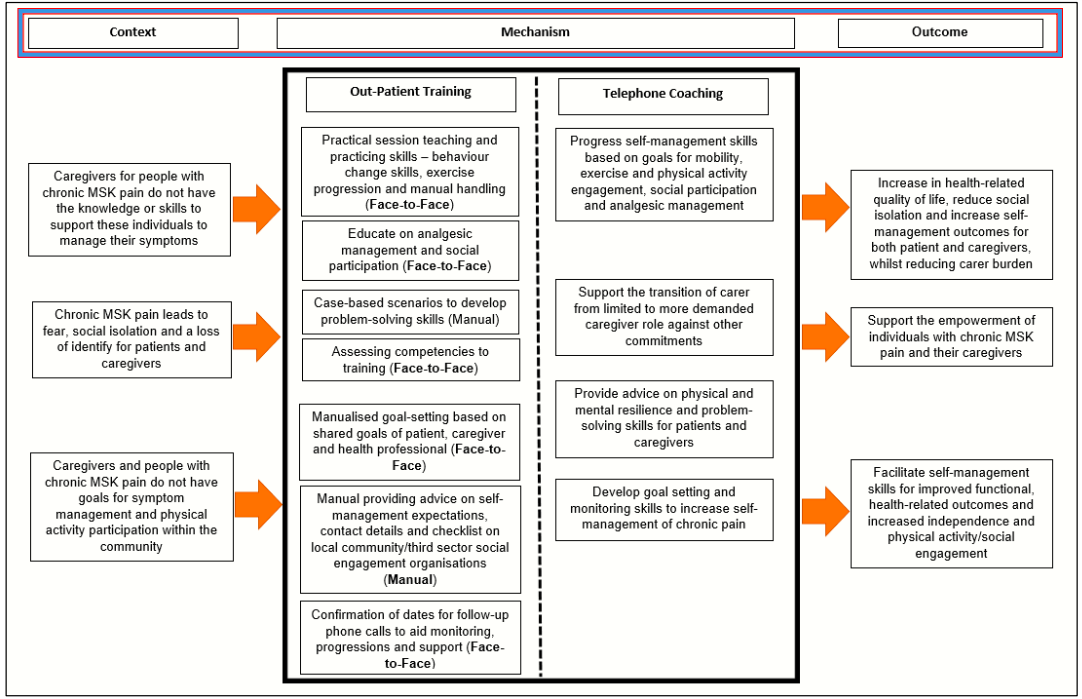 Context
Mechanism
Outcome
Out-Patient Training
Telephone Coaching
Caregivers for people with
chronic MSK pain do not have
the knowledge or skills to
support these individuals to
manage their symptoms
Chronic MSK pain leads to
fear, social isolation and a loss
of identify for patients and
caregivers
Caregivers and people with
chronic MSK pain do not have
goals for symptom
management and physical
activity participation within the
community
Practical session teaching and
practicing skills – behaviour
change skills, exercise
progression and manual handling
(Face-to-Face)
Educate on analgesic
management and social
participation (Face-to-Face)
Case-based scenarios to develop
problem-solving skills (Manual)
Assessing competencies to
training (Face-to-Face)
Manualised goal-setting based on
shared goals of patient, caregiver
and health professional (Face-to-
Face)
Manual providing advice on self-
management expectations,
contact details and checklist on
local community/third sector social
engagement organisations
(Manual)
Confirmation of dates for follow-up
phone calls to aid monitoring,
progressions and support (Face-
to-Face)
Progress self-management skills
based on goals for mobility,
exercise and physical activity
engagement, social participation
and analgesic management
Support the transition of carer
from limited to more demanded
caregiver role against other
commitments
Provide advice on physical and
mental resilience and problem-
solving skills for patients and
caregivers
Develop goal setting and
monitoring skills to increase self-
management of chronic pain
Increase in health-related
quality of life, reduce social
isolation and increase self-
management outcomes for
both patient and caregivers,
whilst reducing carer burden
Support the empowerment of
individuals with chronic MSK
pain and their caregivers
Facilitate self-management
skills for improved functional,
health-related outcomes and
increased independence and
physical activity/social
engagement